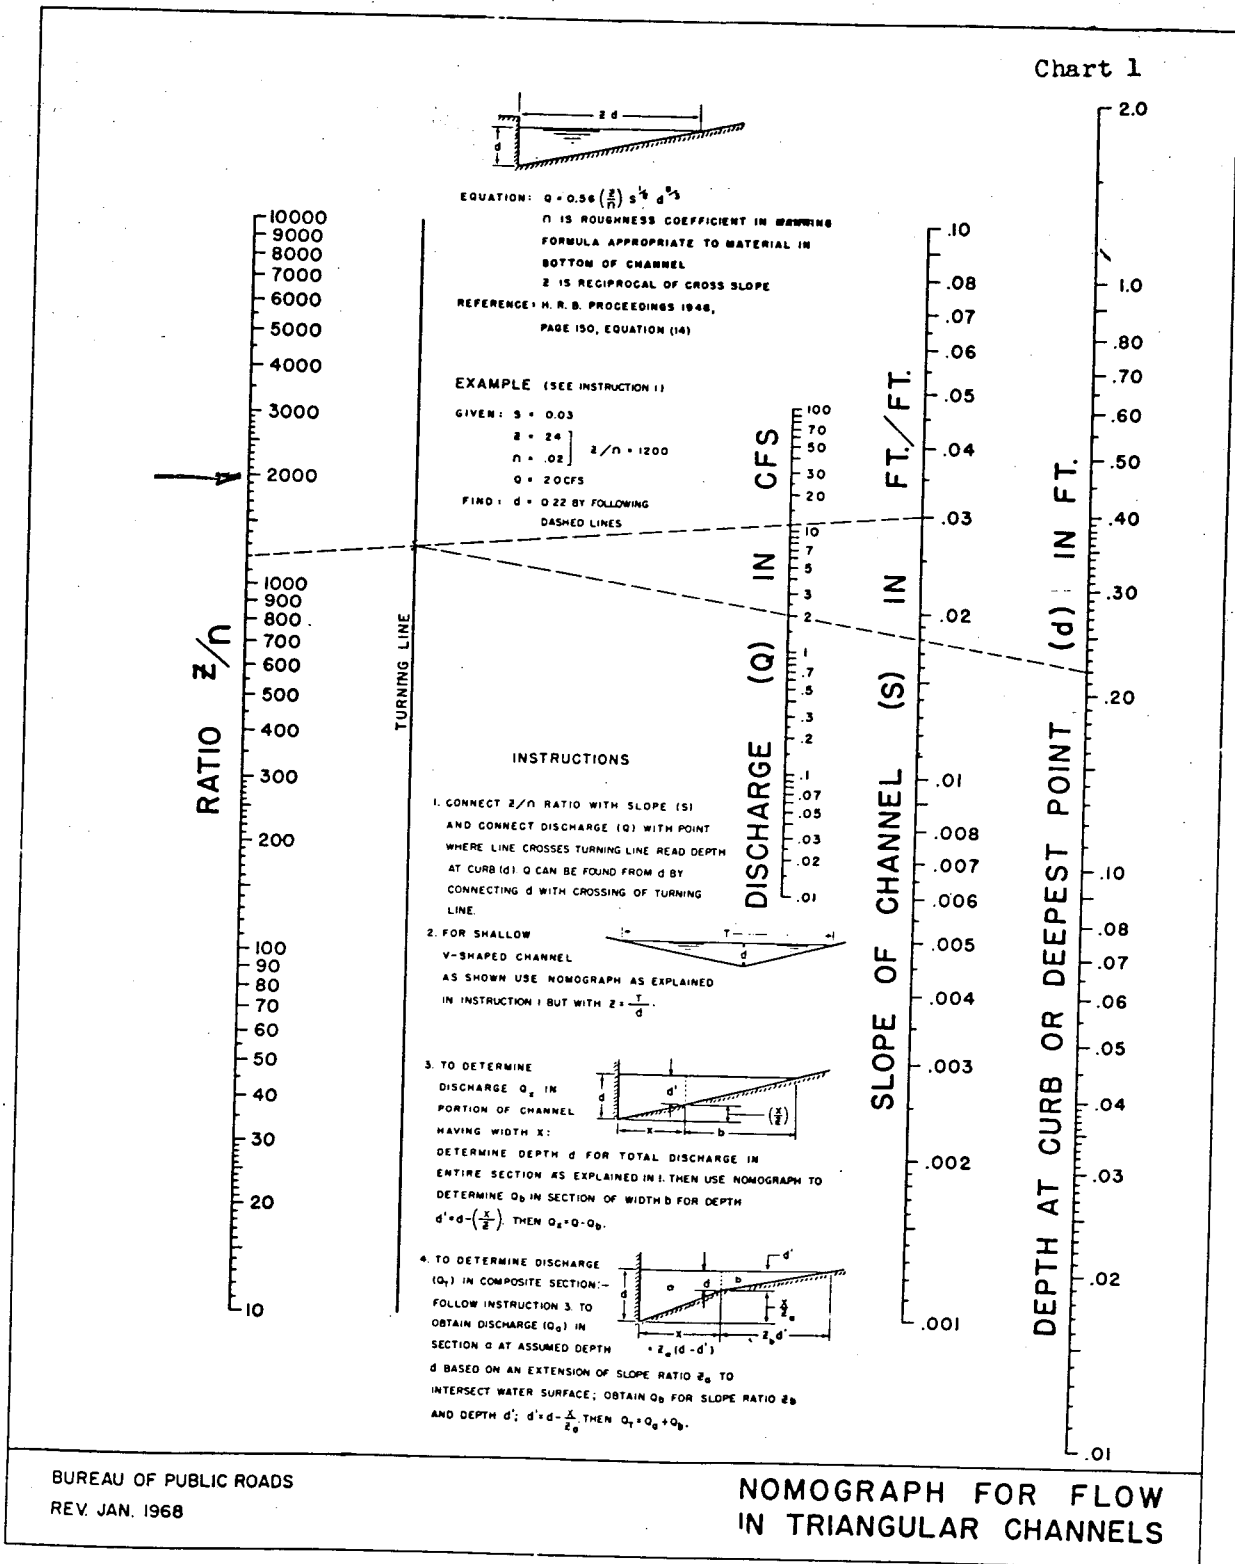 Chart 1
z d
d
EQUATION: Q = 0.56 (z/n) S^1/2 d^8/3
n IS ROUGHNESS COEFFICIENT IN MANNING
FORMULA APPROPRIATE TO MATERIAL IN
BOTTOM OF CHANNEL
Z IS RECIPROCAL OF CROSS SLOPE
REFERENCE: H. R. B. PROCEEDINGS 1946,
PAGE 150, EQUATION (14)
EXAMPLE (SEE INSTRUCTION 1)
GIVEN: S = 0.03
Z = 24
n = .02
Z/n = 1200
Q = 2.0 CFS
FIND: d = 0.22 BY FOLLOWING
DASHED LINES
RATIO Z/n
10000
9000
8000
7000
6000
5000
4000
3000
2000
1000
900
800
700
600
500
400
300
200
100
90
80
70
60
50
40
30
20
10
TURNING LINE
DISCHARGE (Q) IN CFS
100
70
50
30
20
10
7
5
3
2
1
.7
.5
.3
.2
.1
.07
.05
.03
.02
.01
SLOPE OF CHANNEL (S) IN FT./FT.
.10
.08
.07
.06
.05
.04
.03
.02
.01
.008
.007
.006
.005
.004
.003
.002
.001
DEPTH AT CURB OR DEEPEST POINT (d) IN FT.
2.0
1.0
.80
.70
.60
.50
.40
.30
.20
.10
.08
.07
.06
.05
.04
.03
.02
.01
INSTRUCTIONS
1. CONNECT Z/n RATIO WITH SLOPE (S)
AND CONNECT DISCHARGE (Q) WITH POINT
WHERE LINE CROSSES TURNING LINE READ DEPTH
AT CURB (d) Q CAN BE FOUND FROM d BY
CONNECTING d WITH CROSSING OF TURNING
LINE.
2. FOR SHALLOW
V-SHAPED CHANNEL
AS SHOWN USE NOMOGRAPH AS EXPLAINED
IN INSTRUCTION 1 BUT WITH Z = T/d.
T
d
3. TO DETERMINE
DISCHARGE Qx IN
PORTION OF CHANNEL
HAVING WIDTH X:
DETERMINE DEPTH d FOR TOTAL DISCHARGE IN
ENTIRE SECTION AS EXPLAINED IN 1. THEN USE NOMOGRAPH TO
DETERMINE Qb IN SECTION OF WIDTH b FOR DEPTH
d' = d-(X/Z). THEN Qx = Q-Qb.
d
d'
(X/Z)
x
b
4. TO DETERMINE DISCHARGE
(QT) IN COMPOSITE SECTION:-
FOLLOW INSTRUCTION 3. TO
OBTAIN DISCHARGE (Qa) IN
SECTION a AT ASSUMED DEPTH
d BASED ON AN EXTENSION OF SLOPE RATIO Za TO
INTERSECT WATER SURFACE; OBTAIN Qb FOR SLOPE RATIO Zb
AND DEPTH d'; d' = d-X/Za. THEN QT = Qa + Qb.
d'
d
a
d
b
X/Za
x
Zb d'
= Za (d-d')
BUREAU OF PUBLIC ROADS
REV. JAN. 1968
NOMOGRAPH FOR FLOW
IN TRIANGULAR CHANNELS